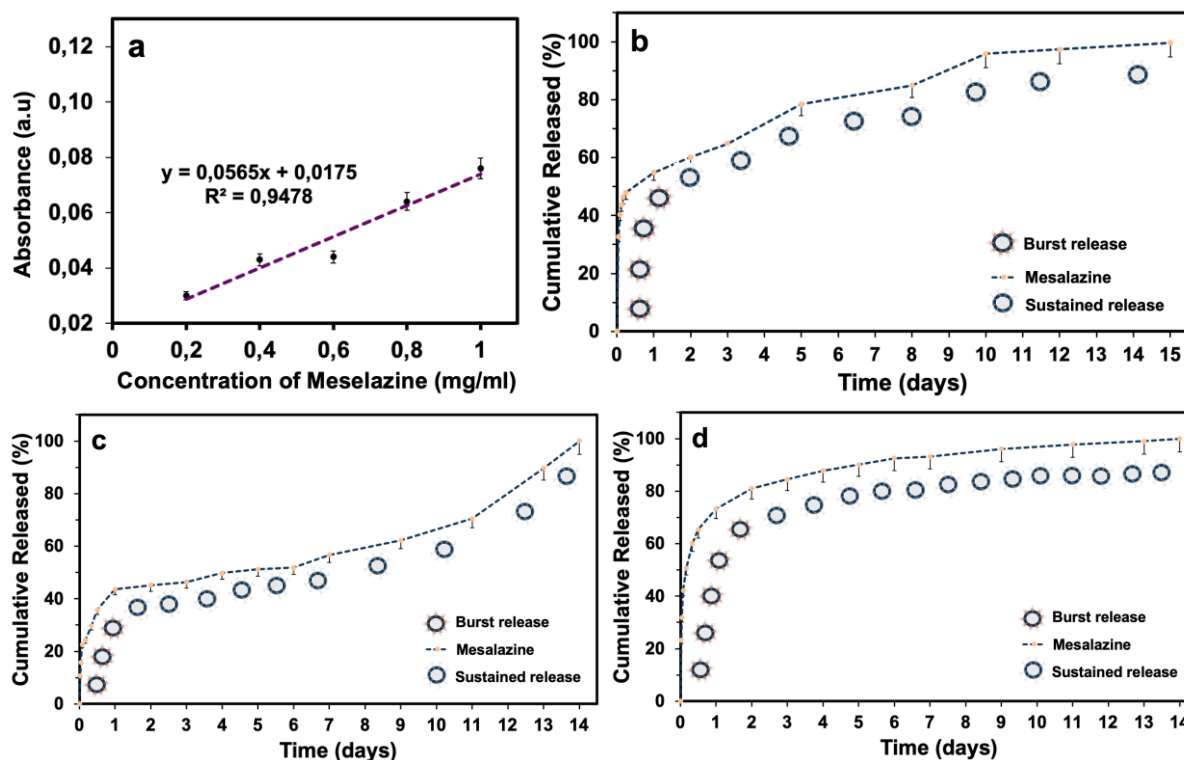 a
Absorbance (a.u)
0,12
0,10
0,08
0,06
0,04
0,02
y = 0,0565x + 0,0175
R² = 0,9478
0 0,2 0,4 0,6 0,8 1
Concentration of Meselazine (mg/ml)
b
Cumulative Released (%)
100
80
60
40
20
0
Burst release
Mesalazine
Sustained release
0 1 2 3 4 5 6 7 8 9 10 11 12 13 14 15
Time (days)
c
Cumulative Released (%)
100
80
60
40
20
0
Burst release
Mesalazine
Sustained release
0 1 2 3 4 5 6 7 8 9 10 11 12 13 14
Time (days)
d
Cumulative Released (%)
100
80
60
40
20
0
Burst release
Mesalazine
Sustained release
0 1 2 3 4 5 6 7 8 9 10 11 12 13 14
Time (days)